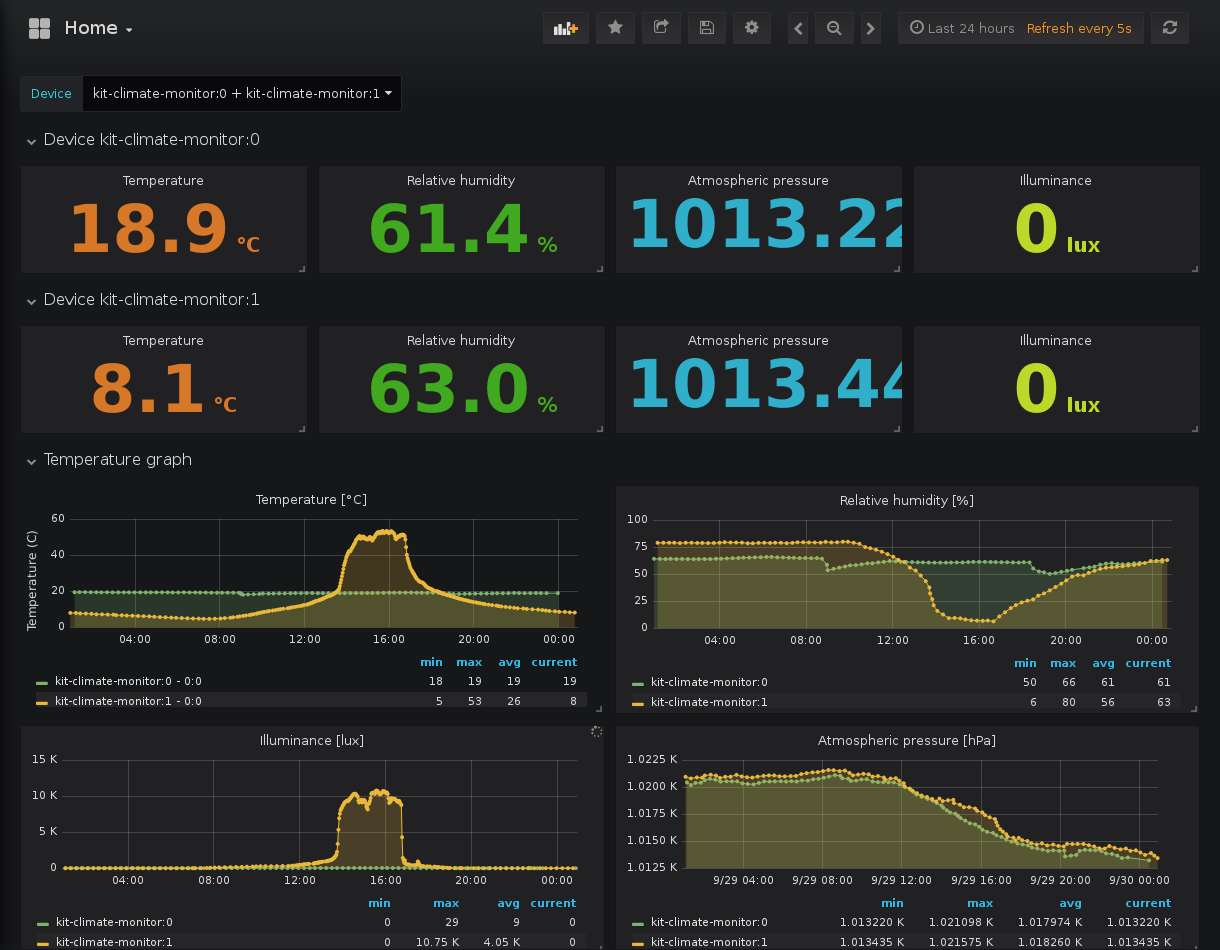 Home
Last 24 hours Refresh every 5s
Device kit-climate-monitor:0 + kit-climate-monitor:1
Device kit-climate-monitor:0
Temperature Relative humidity Atmospheric pressure Illuminance
18.9 °C 61.4 % 1013.22 0 lux
Device kit-climate-monitor:1
Temperature Relative humidity Atmospheric pressure Illuminance
8.1 °C 63.0 % 1013.44 0 lux
Temperature graph
Temperature [°C]
Temperature (C)
60
40
20
0
04:00 08:00 12:00 16:00 20:00 00:00
min max avg current
kit-climate-monitor:0 - 0:0 18 19 19 19
kit-climate-monitor:1 - 0:0 5 53 26 8
Relative humidity [%]
100
75
50
25
0
04:00 08:00 12:00 16:00 20:00 00:00
min max avg current
kit-climate-monitor:0 50 66 61 61
kit-climate-monitor:1 6 80 56 63
Illuminance [lux]
15 K
10 K
5 K
0
04:00 08:00 12:00 16:00 20:00 00:00
min max avg current
kit-climate-monitor:0 0 29 9 0
kit-climate-monitor:1 0 10.75 K 4.05 K 0
Atmospheric pressure [hPa]
1.0225 K
1.0200 K
1.0175 K
1.0150 K
1.0125 K
9/29 04:00 9/29 08:00 9/29 12:00 9/29 16:00 9/29 20:00 9/30 00:00
min max avg current
kit-climate-monitor:0 1.013220 K 1.021098 K 1.017974 K 1.013220 K
kit-climate-monitor:1 1.013435 K 1.021575 K 1.018260 K 1.013435 K